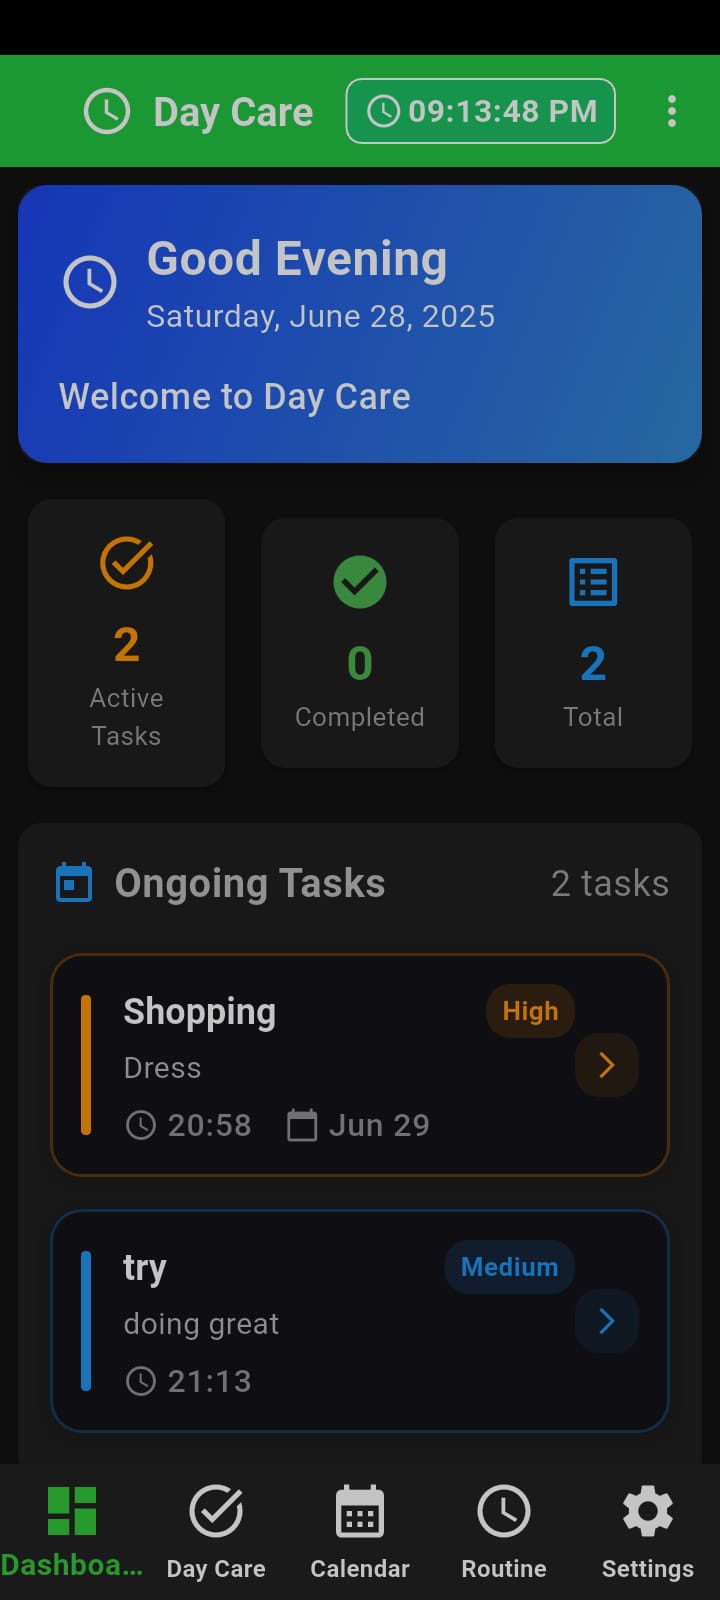 Day Care
09:13:48 PM
Good Evening
Saturday, June 28, 2025
Welcome to Day Care
2
Active
Tasks
0
Completed
2
Total
Ongoing Tasks
2 tasks
Shopping
High
Dress
20:58
Jun 29
try
Medium
doing great
21:13
Dashboa...
Day Care
Calendar
Routine
Settings